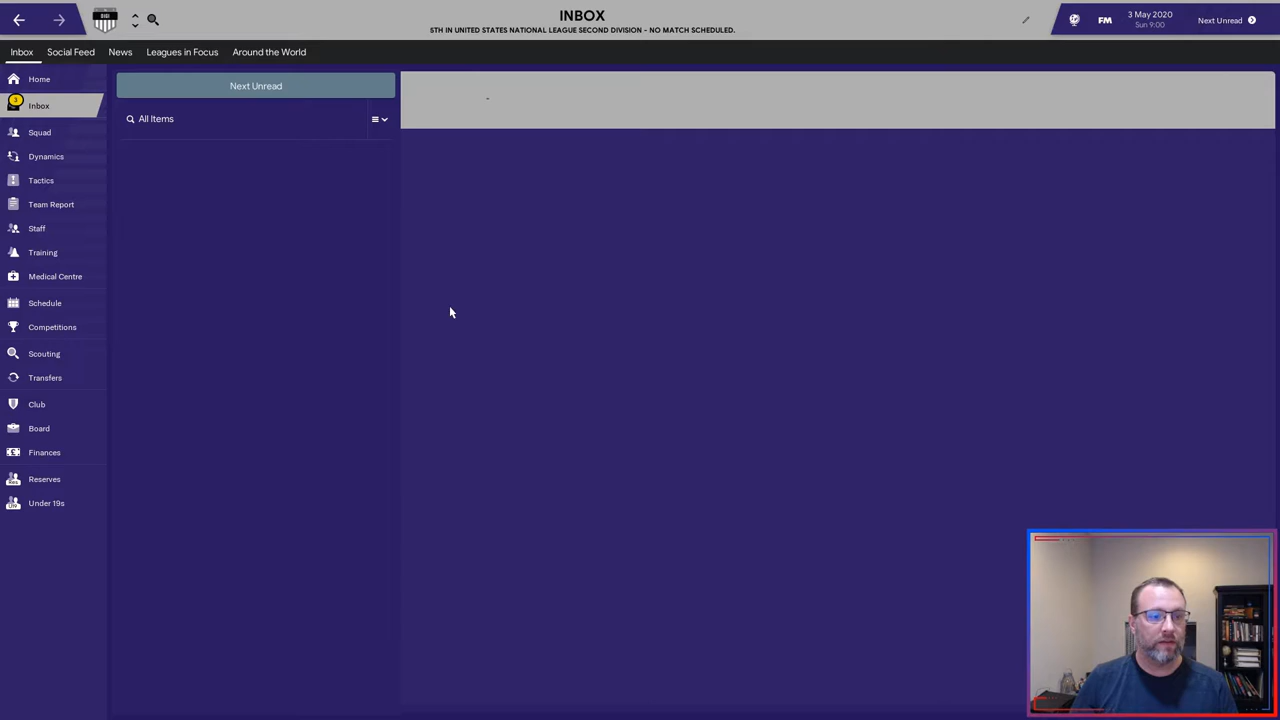 INBOX
5TH IN UNITED STATES NATIONAL LEAGUE SECOND DIVISION - NO MATCH SCHEDULED.
FM
3 May 2020
Sun 9:00
Next Unread
Inbox
Social Feed
News
Leagues in Focus
Around the World
Home
3
Inbox
Squad
Dynamics
Tactics
Team Report
Staff
Training
Medical Centre
Schedule
Competitions
Scouting
Transfers
Club
Board
Finances
Reserves
Under 19s
Next Unread
All Items
-